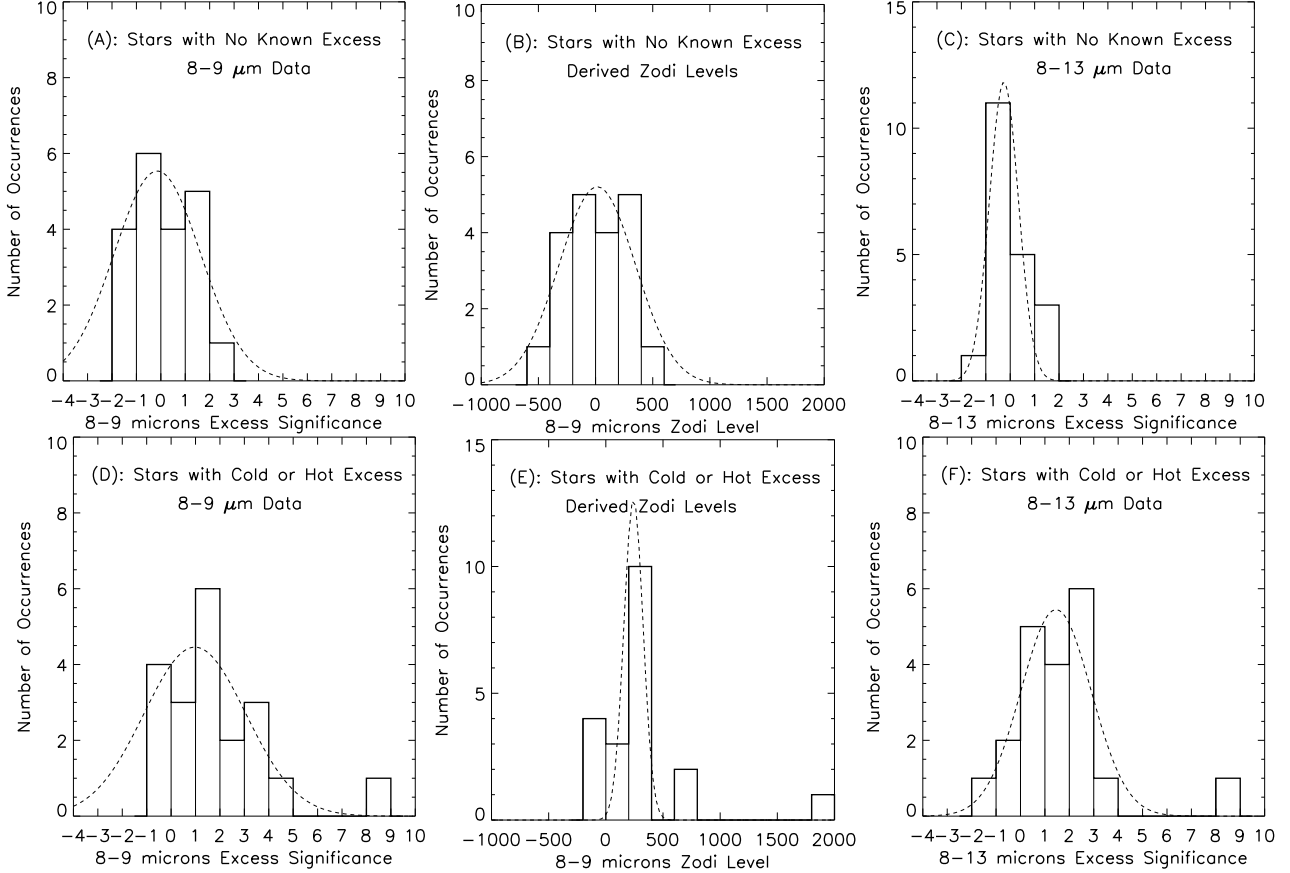 (A): Stars with No Known Excess
8-9 μm Data
Number of Occurrences
10
8
6
4
2
0
-4-3-2-1 0 1 2 3 4 5 6 7 8 9 10
8-9 microns Excess Significance
(B): Stars with No Known Excess
Derived Zodi Levels
Number of Occurrences
10
8
6
4
2
0
-1000 -500 0 500 1000 1500 2000
8-9 microns Zodi Level
(C): Stars with No Known Excess
8-13 μm Data
Number of Occurrences
15
10
5
0
-4-3-2-1 0 1 2 3 4 5 6 7 8 9 10
8-13 microns Excess Significance
(D): Stars with Cold or Hot Excess
8-9 μm Data
Number of Occurrences
10
8
6
4
2
0
-4-3-2-1 0 1 2 3 4 5 6 7 8 9 10
8-9 microns Excess Significance
(E): Stars with Cold or Hot Excess
Derived Zodi Levels
Number of Occurrences
15
10
5
0
-1000 -500 0 500 1000 1500 2000
8-9 microns Zodi Level
(F): Stars with Cold or Hot Excess
8-13 μm Data
Number of Occurrences
10
8
6
4
2
0
-4-3-2-1 0 1 2 3 4 5 6 7 8 9 10
8-13 microns Excess Significance